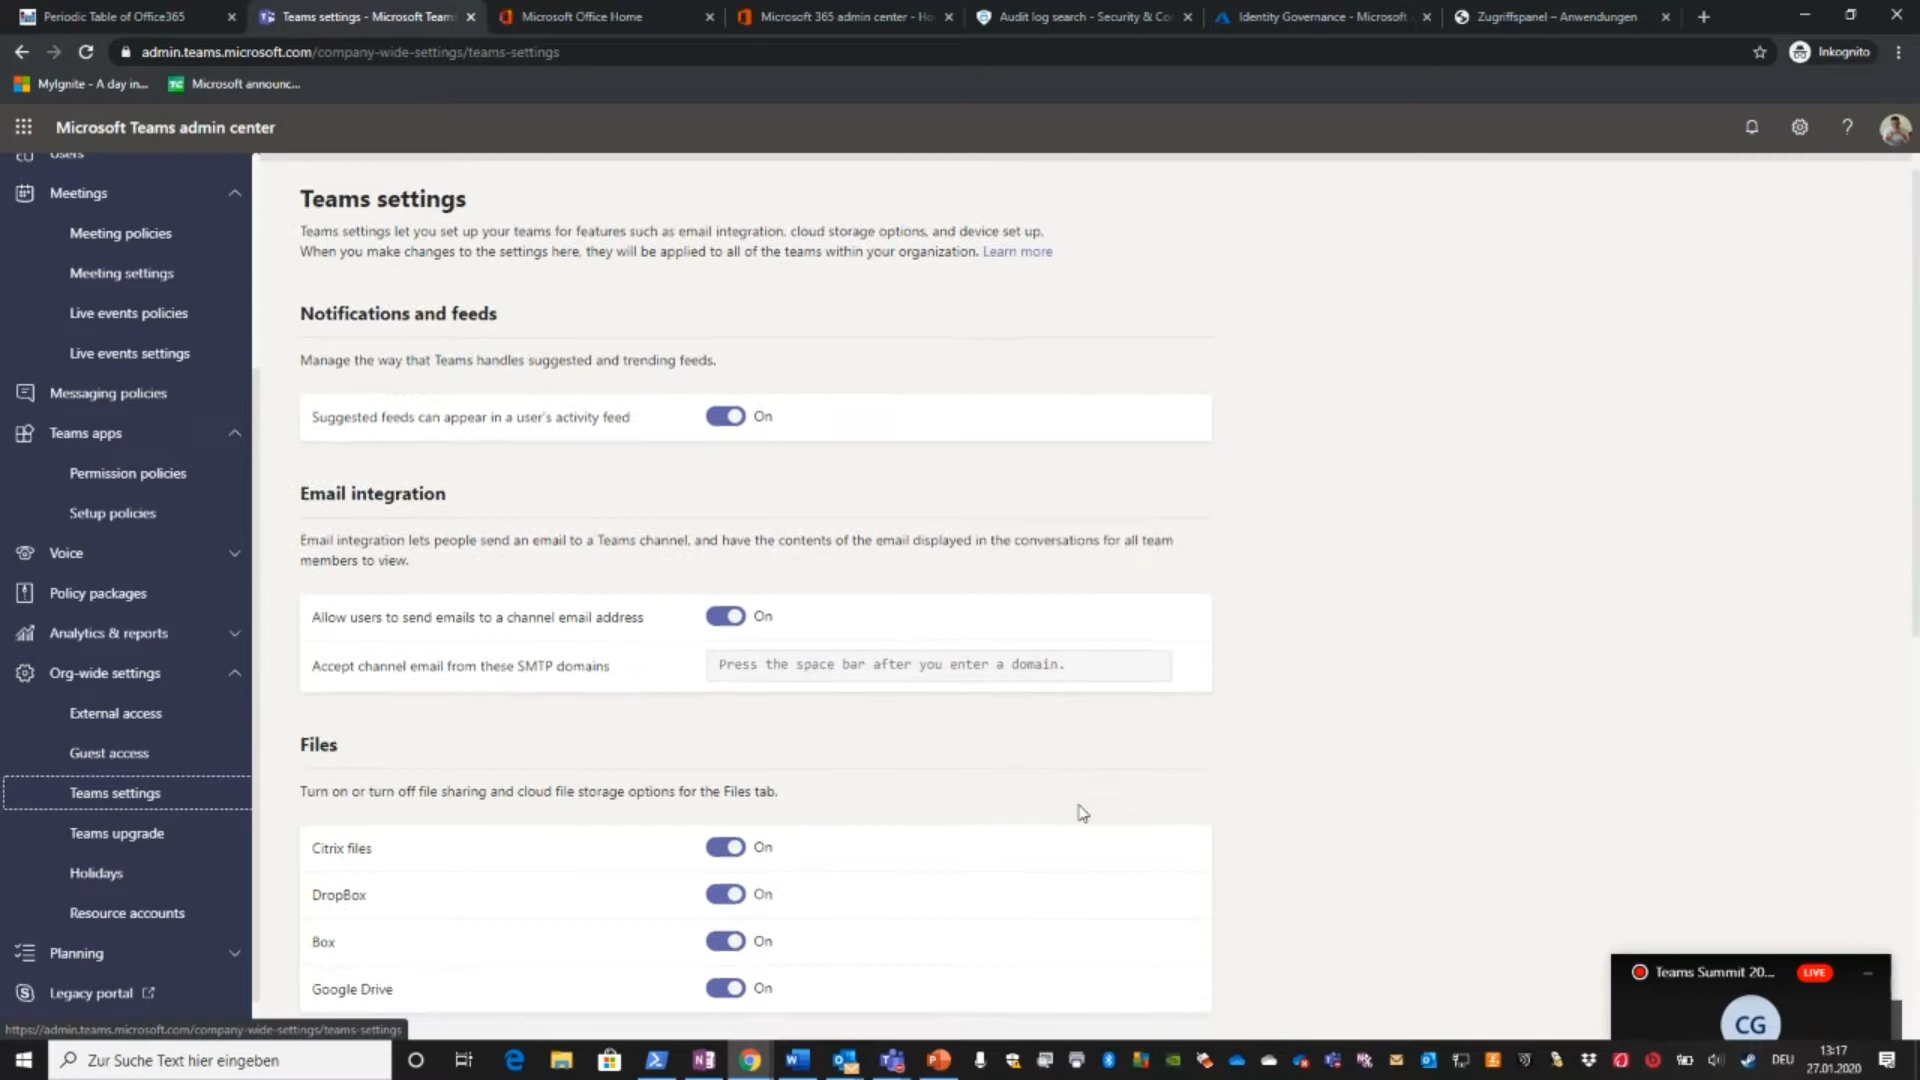 Periodic Table of Office365
Teams settings - Microsoft Team
Microsoft Office Home
Microsoft 365 admin center - Ho
Audit log search - Security & Co
Identity Governance - Microsoft
Zugriffspanel – Anwendungen
admin.teams.microsoft.com/company-wide-settings/teams-settings
Inkognito
MyIgnite - A day in...
Microsoft announc...
Microsoft Teams admin center
Users
Meetings
Meeting policies
Meeting settings
Live events policies
Live events settings
Messaging policies
Teams apps
Permission policies
Setup policies
Voice
Policy packages
Analytics & reports
Org-wide settings
External access
Guest access
Teams settings
Teams upgrade
Holidays
Resource accounts
Planning
Legacy portal
https://admin.teams.microsoft.com/company-wide-settings/teams-settings
Teams settings
Teams settings let you set up your teams for features such as email integration, cloud storage options, and device set up.
When you make changes to the settings here, they will be applied to all of the teams within your organization. Learn more
Notifications and feeds
Manage the way that Teams handles suggested and trending feeds.
Suggested feeds can appear in a user's activity feed On
Email integration
Email integration lets people send an email to a Teams channel, and have the contents of the email displayed in the conversations for all team
members to view.
Allow users to send emails to a channel email address On
Accept channel email from these SMTP domains Press the space bar after you enter a domain.
Files
Turn on or turn off file sharing and cloud file storage options for the Files tab.
Citrix files On
DropBox On
Box On
Google Drive On
Teams Summit 20... LIVE
CG
Zur Suche Text hier eingeben
DEU
13:17
27.01.2020